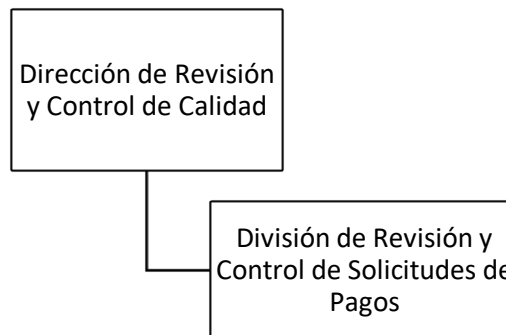 Dirección de Revisión
y Control de Calidad
División de Revisión y
Control de Solicitudes de
Pagos